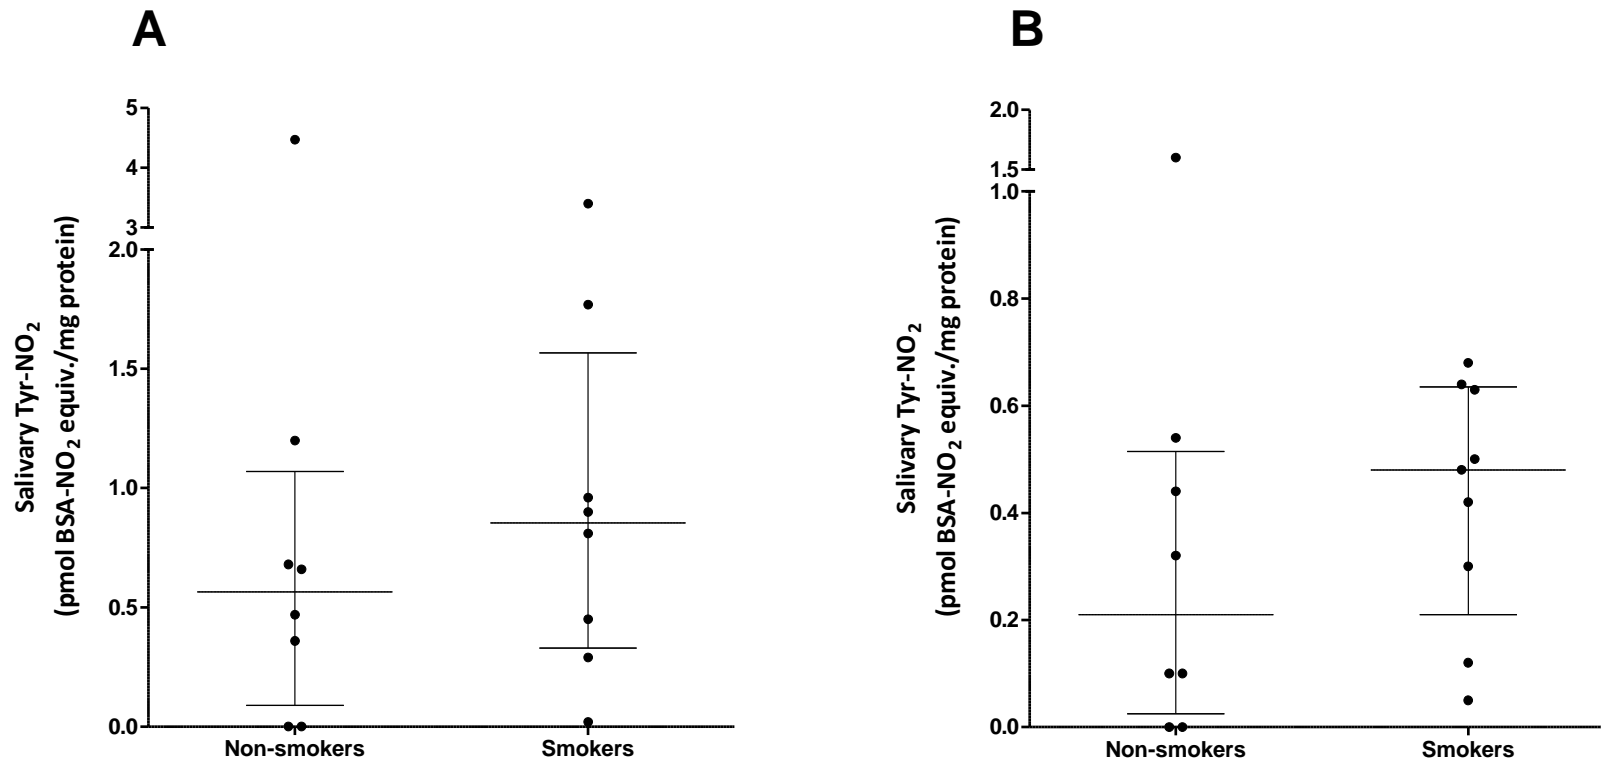 A
Salivary Tyr-NO₂
(pmol BSA-NO₂ equiv./mg protein)
5
4
3
2.0
1.5
1.0
0.5
0.0
Non-smokers Smokers
B
Salivary Tyr-NO₂
(pmol BSA-NO₂ equiv./mg protein)
2.0
1.5
1.0
0.8
0.6
0.4
0.2
0.0
Non-smokers Smokers